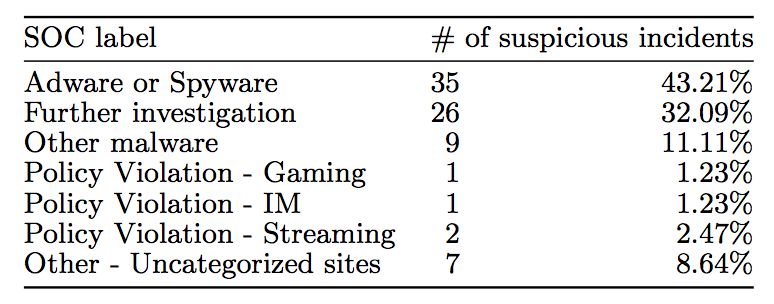 SOC label # of suspicious incidents
Adware or Spyware 35 43.21%
Further investigation 26 32.09%
Other malware 9 11.11%
Policy Violation - Gaming 1 1.23%
Policy Violation - IM 1 1.23%
Policy Violation - Streaming 2 2.47%
Other - Uncategorized sites 7 8.64%